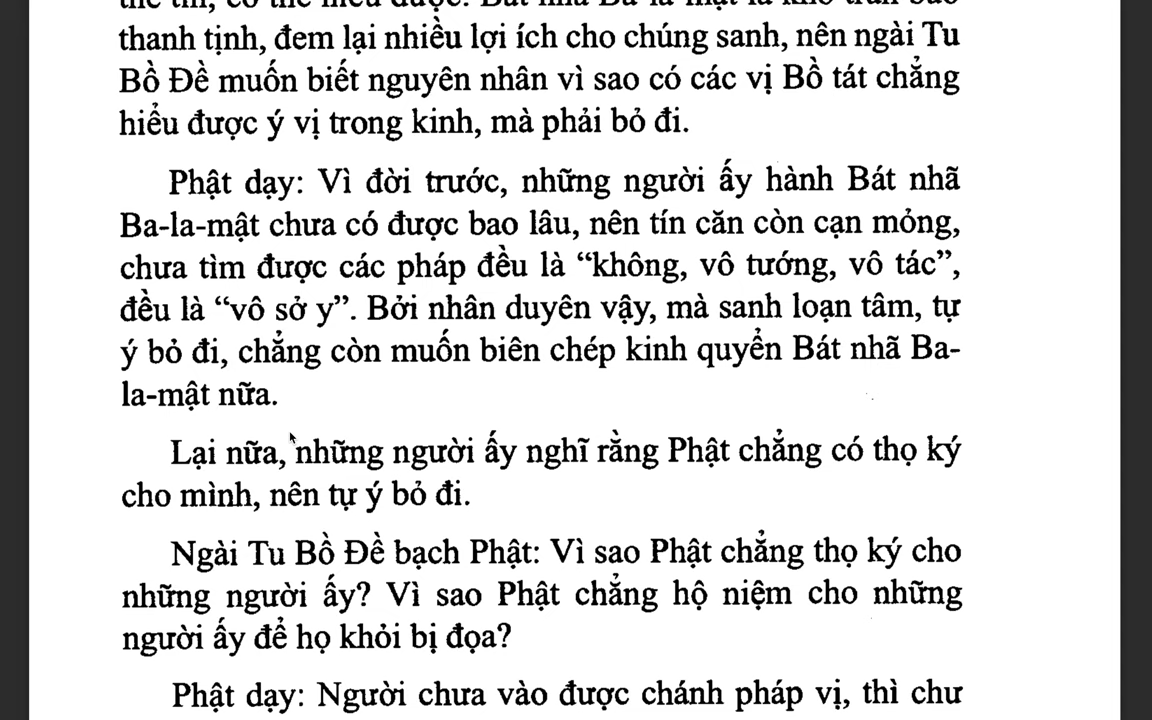 thanh tịnh, đem lại nhiều lợi ích cho chúng sanh, nên ngài Tu
Bồ Đề muốn biết nguyên nhân vì sao có các vị Bồ tát chẳng
hiểu được ý vị trong kinh, mà phải bỏ đi.
Phật dạy: Vì đời trước, những người ấy hành Bát nhã
Ba-la-mật chưa có được bao lâu, nên tín căn còn cạn mỏng,
chưa tìm được các pháp đều là “không, vô tướng, vô tác”,
đều là “vô sở y”. Bởi nhân duyên vậy, mà sanh loạn tâm, tự
ý bỏ đi, chẳng còn muốn biên chép kinh quyển Bát nhã Ba-
la-mật nữa.
Lại nữa, những người ấy nghĩ rằng Phật chẳng có thọ ký
cho mình, nên tự ý bỏ đi.
Ngài Tu Bồ Đề bạch Phật: Vì sao Phật chẳng thọ ký cho
những người ấy? Vì sao Phật chẳng hộ niệm cho những
người ấy để họ khỏi bị đọa?
Phật dạy: Người chưa vào được chánh pháp vị, thì chư